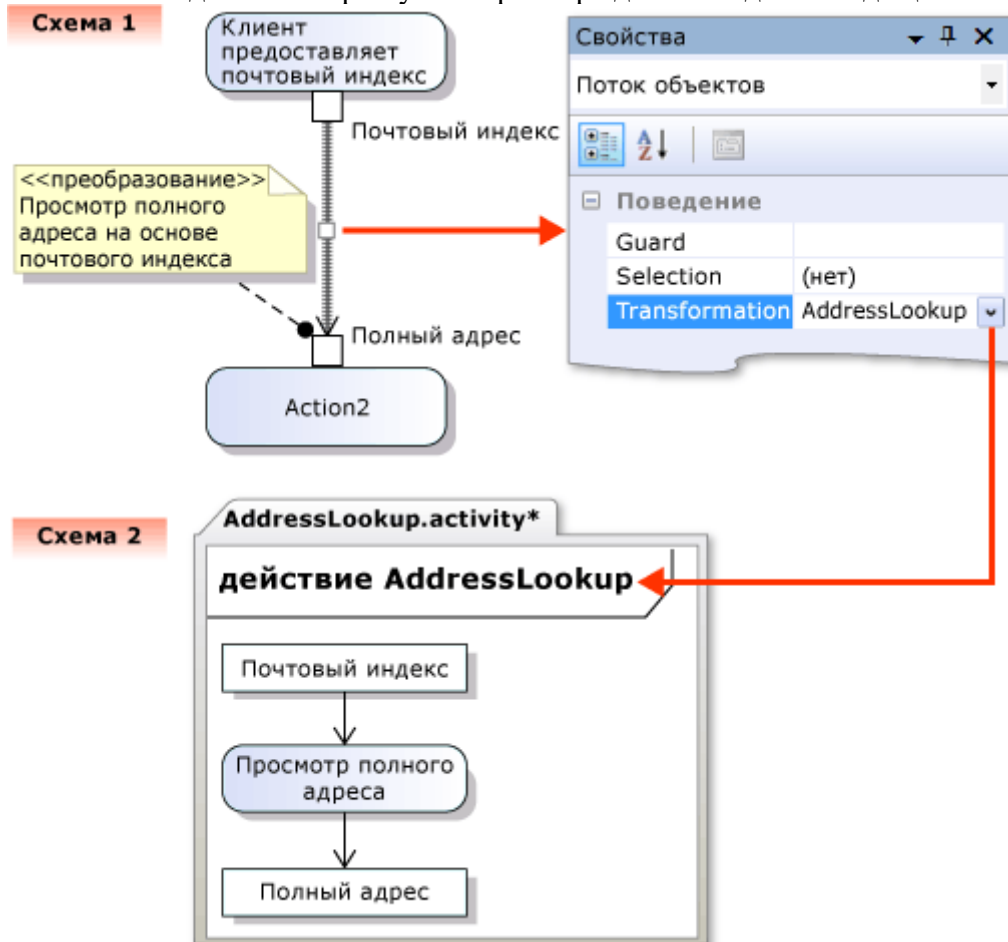 Схема 1
Клиент
предоставляет
почтовый индекс
Почтовый индекс
<<преобразование>>
Просмотр полного
адреса на основе
почтового индекса
Полный адрес
Action2
Свойства
Поток объектов
Поведение
Guard
Selection (нет)
Transformation AddressLookup
Схема 2
AddressLookup.activity*
действие AddressLookup
Почтовый индекс
Просмотр полного
адреса
Полный адрес